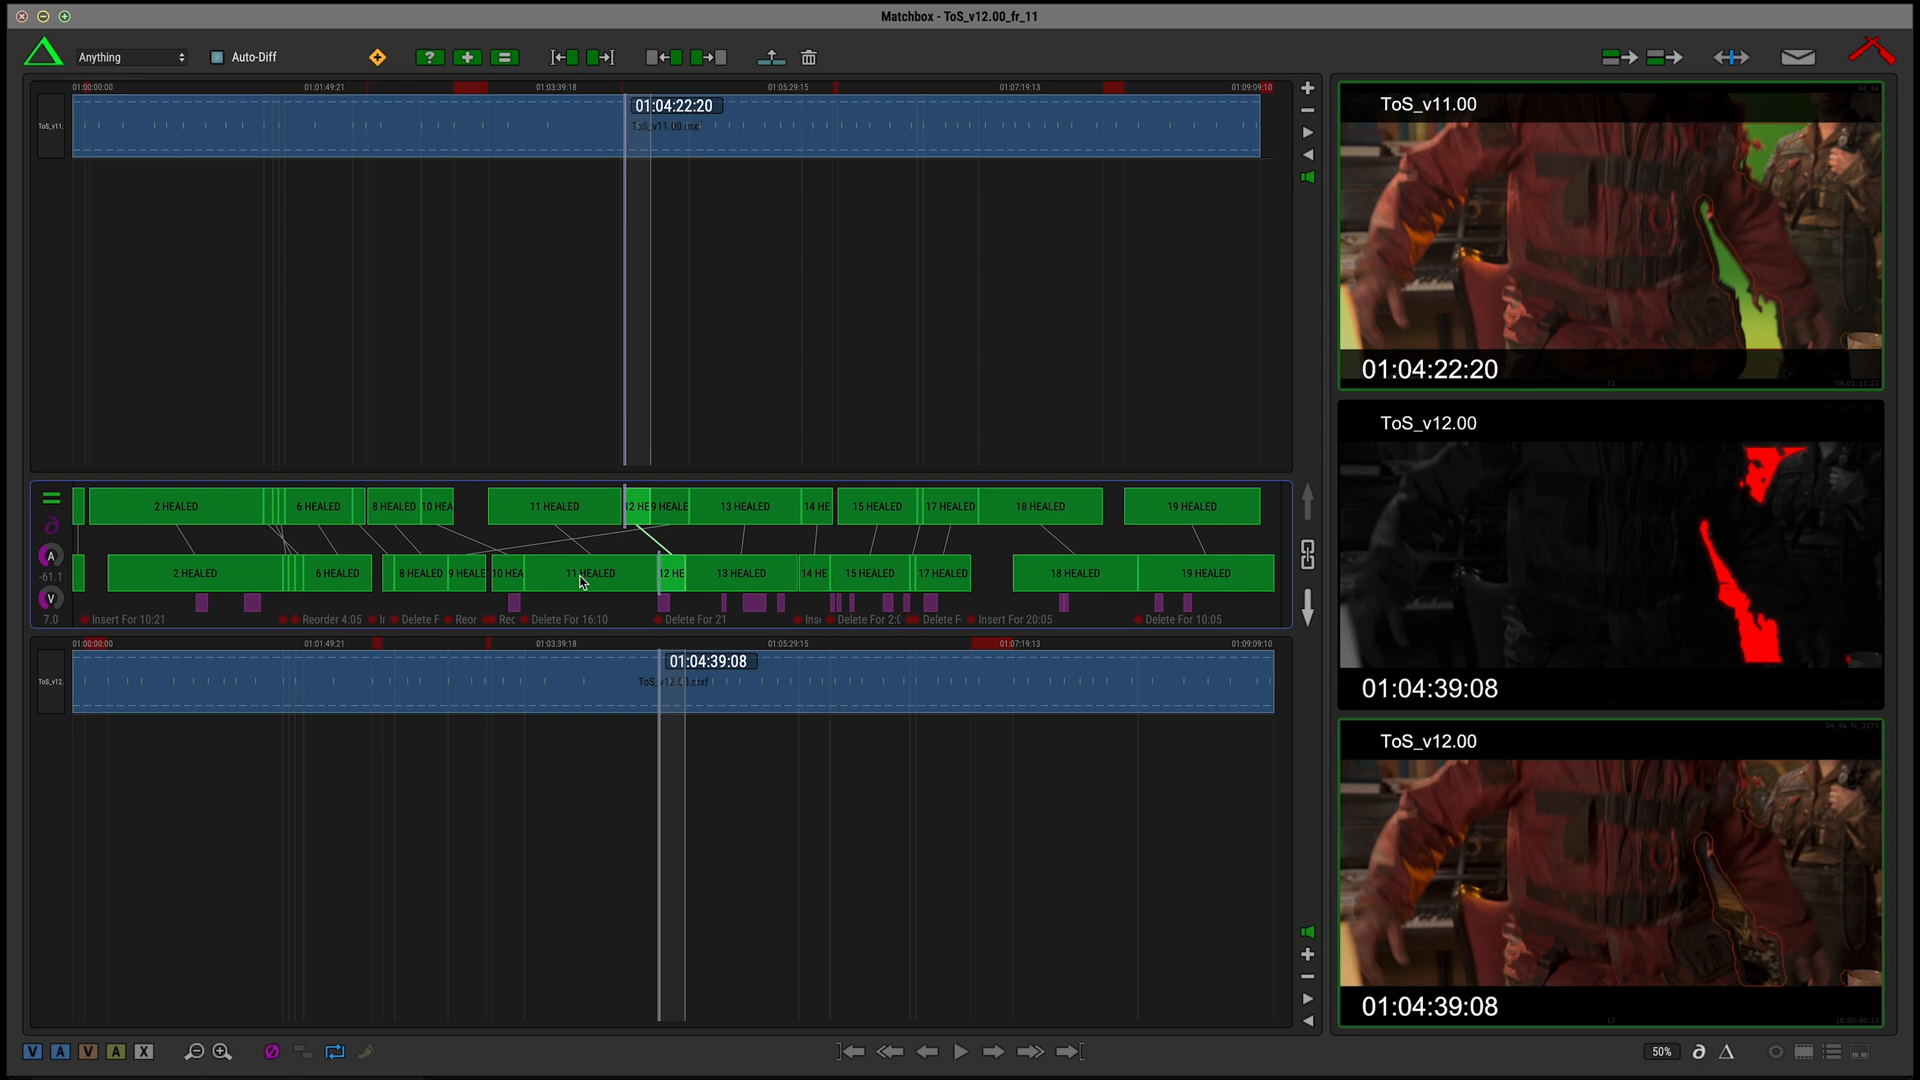 Matchbox - ToS_v12.00_fr_11
Anything
Auto-Diff
?
01:00:00:00 01:01:49:21 01:03:39:18 01:05:29:15 01:07:19:13 01:09:09:10
01:04:22:20
ToS_v11.
ToS_v11.00.mxf
ToS_v11.00
01:04:22:20
2 HEALED 6 HEALED 8 HEALED 10 HEA 11 HEALED 12 HE 9 HEALE 13 HEALED 14 HE 15 HEALED 17 HEALED 18 HEALED 19 HEALED
A
-61.1
2 HEALED 6 HEALED 8 HEALED 9 HEALE 10 HEA 11 HEALED 12 HE 13 HEALED 14 HE 15 HEALED 17 HEALED 18 HEALED 19 HEALED
V
7.0
Insert For 10:21 Reorder 4:05 Ir Delete F Reor Rec Delete For 16:10 Delete For 21 Ins Delete For 2:0 Delete F Insert For 20:05 Delete For 10:05
ToS_v12.00
01:04:39:08
01:00:00:00 01:01:49:21 01:03:39:18 01:05:29:15 01:07:19:13 01:09:09:10
01:04:39:08
ToS_v12.
ToS_v12.00.mxf
ToS_v12.00
01:04:39:08
V A V A X
50%